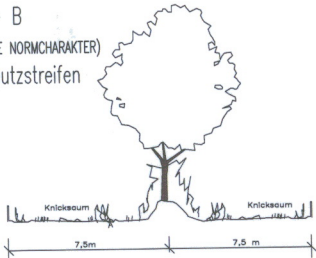 B
E NORMCHARAKTER)
utzstreifen
Knicksaum Knicksaum
7,5m 7,5 m